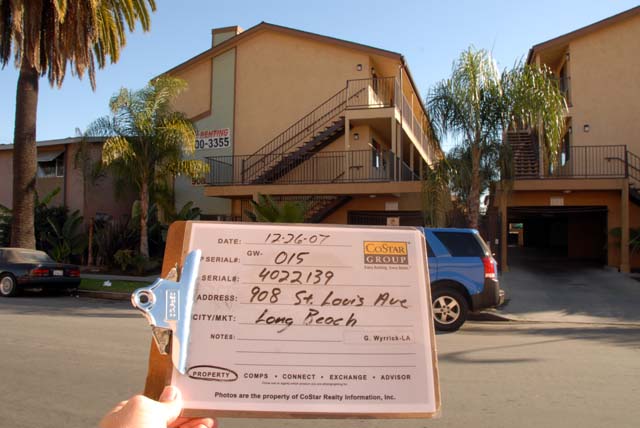 RENTING
00-3355
908
DATE: 12-26-07
SERIAL#: GW- 015
SERIAL#: 4022139
ADDRESS: 908 St. Louis Ave
CITY/MKT: Long Beach
NOTES: G. Wyrrick-LA
CoStar
GROUP
PROPERTY COMPS • CONNECT • EXCHANGE • ADVISOR
Photos are the property of CoStar Realty Information, Inc.